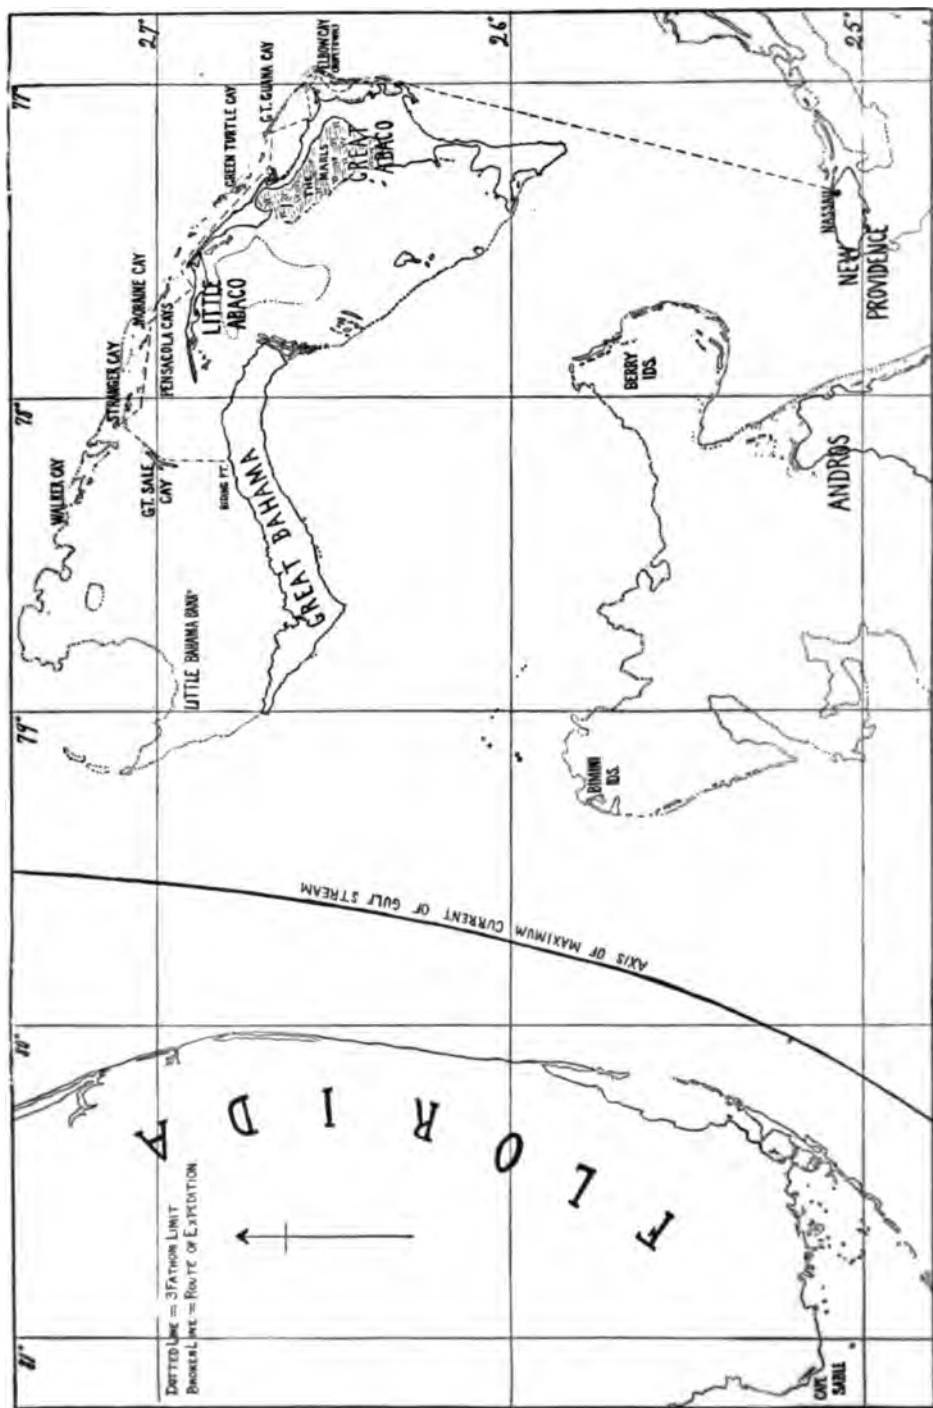 81°
80°
79°
78°
77°
27°
26°
25°
WALKER CAY
STRANGER CAY
MORAINE CAY
GREEN TURTLE CAY
GT. GUANA CAY
ELBOW CAY
GT. SALE
CAY
PENSACOLA CAYS
LITTLE
ABACO
THE
MARLS
GREAT
ABACO
LITTLE BAHAMA BANK
GREAT BAHAMA
AXIS OF MAXIMUM CURRENT OF GULF STREAM
FLORIDA
DOTTED LINE = 3 FATHOM LIMIT
BROKEN LINE = ROUTE OF EXPEDITION.
BIMINI
IDS.
BERRY
IDS.
NASSAU
NEW
PROVIDENCE
ANDROS
CAPE
SABLE